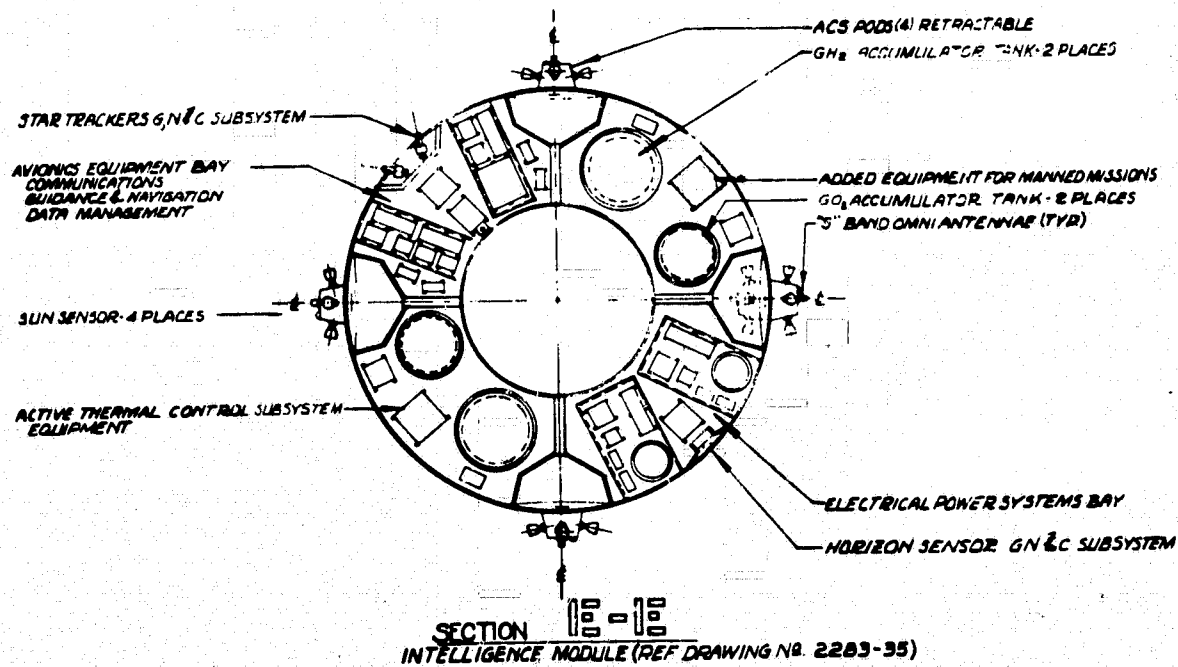 ACS PODS(4) RETRACTABLE
GH₂ ACCUMULATOR TANK-2 PLACES
STAR TRACKERS G,N&C SUBSYSTEM
AVIONICS EQUIPMENT BAY
COMMUNICATIONS
GUIDANCE & NAVIGATION
DATA MANAGEMENT
ADDED EQUIPMENT FOR MANNED MISSIONS
GO₂ ACCUMULATOR TANK-2 PLACES
"S" BAND OMNI ANTENNAE (TYP)
SUN SENSOR-4 PLACES
ACTIVE THERMAL CONTROL SUBSYSTEM
EQUIPMENT
ELECTRICAL POWER SYSTEMS BAY
HORIZON SENSOR GN&C SUBSYSTEM
SECTION E-E
INTELLIGENCE MODULE (REF DRAWING NO. 2283-35)